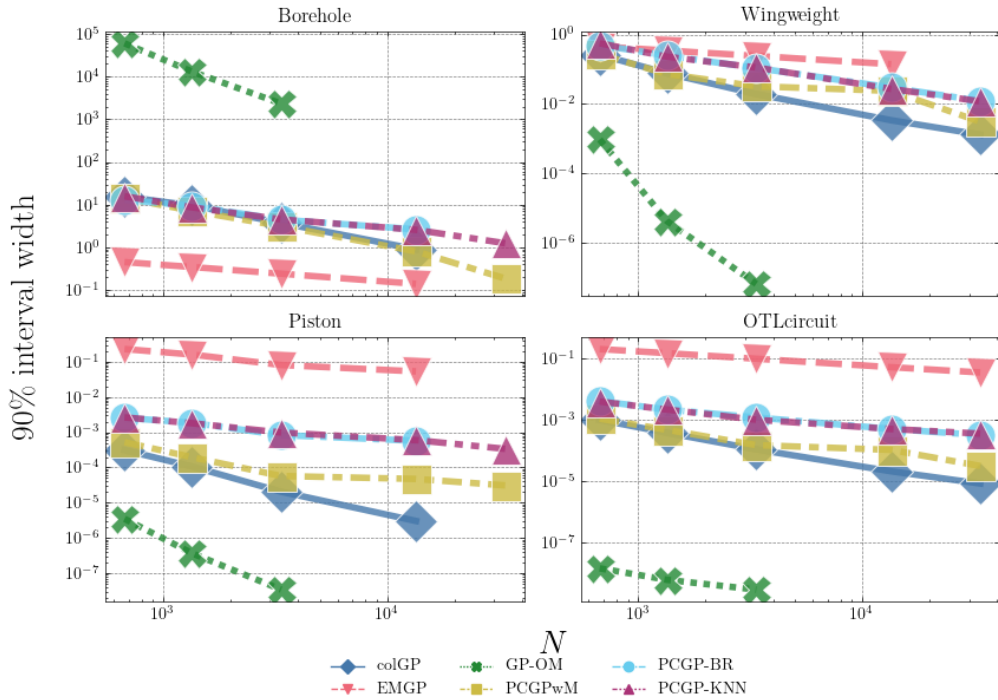 Borehole
Wingweight
10^5
10^4
10^3
10^2
10^1
10^0
10^-1
10^0
10^-2
10^-4
10^-6
90% interval width
Piston
OTLcircuit
10^-1
10^-2
10^-3
10^-4
10^-5
10^-6
10^-7
10^-1
10^-3
10^-5
10^-7
10^3
10^4
10^3
10^4
N
colGP
GP-OM
PCGP-BR
EMGP
PCGPwM
PCGP-KNN